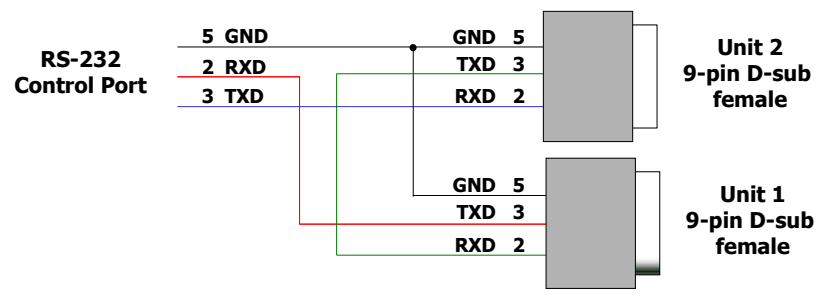 RS-232
Control Port
5 GND
2 RXD
3 TXD
GND 5
TXD 3
RXD 2
Unit 2
9-pin D-sub
female
GND 5
TXD 3
RXD 2
Unit 1
9-pin D-sub
female